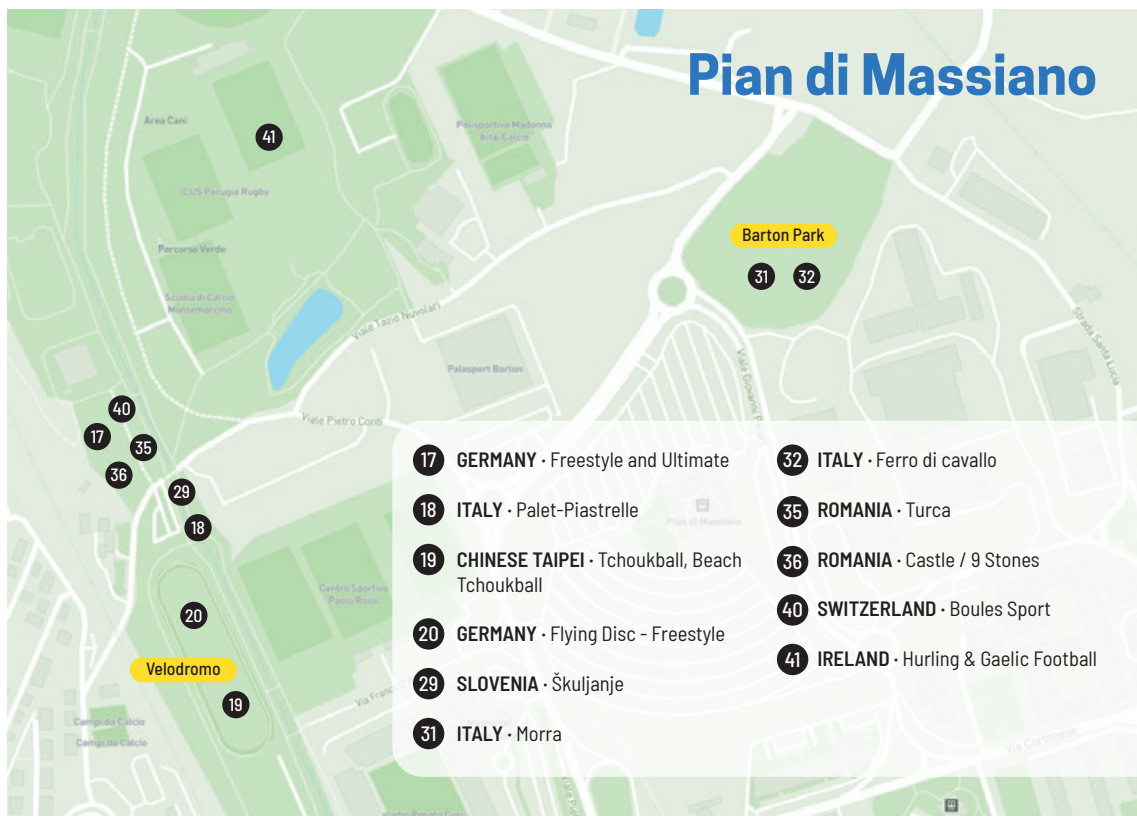 Pian di Massiano
Area Cani
41
Polisportiva Madonna
Alta Calcio
CUS Perugia Rugby
Barton Park
31
32
Percorso Verde
Scuola di Calcio
Montemorcino
Viale Tazio Nuvolari
Strada Santa Lucia
Palasport Barton
Viale Giovanni
40
17
35
36
Viale Pietro Conti
29
18
17 GERMANY · Freestyle and Ultimate
18 ITALY · Palet-Piastrelle
19 CHINESE TAIPEI · Tchoukball, Beach
Tchoukball
20 GERMANY · Flying Disc - Freestyle
29 SLOVENIA · Škuljanje
31 ITALY · Morra
32 ITALY · Ferro di cavallo
35 ROMANIA · Turca
36 ROMANIA · Castle / 9 Stones
40 SWITZERLAND · Boules Sport
41 IRELAND · Hurling & Gaelic Football
Pian di Massiano
Centro Sportivo
Paolo Rossi
20
Velodromo
19
Campi da Calcio
Campi da Calcio
Via Cortonese